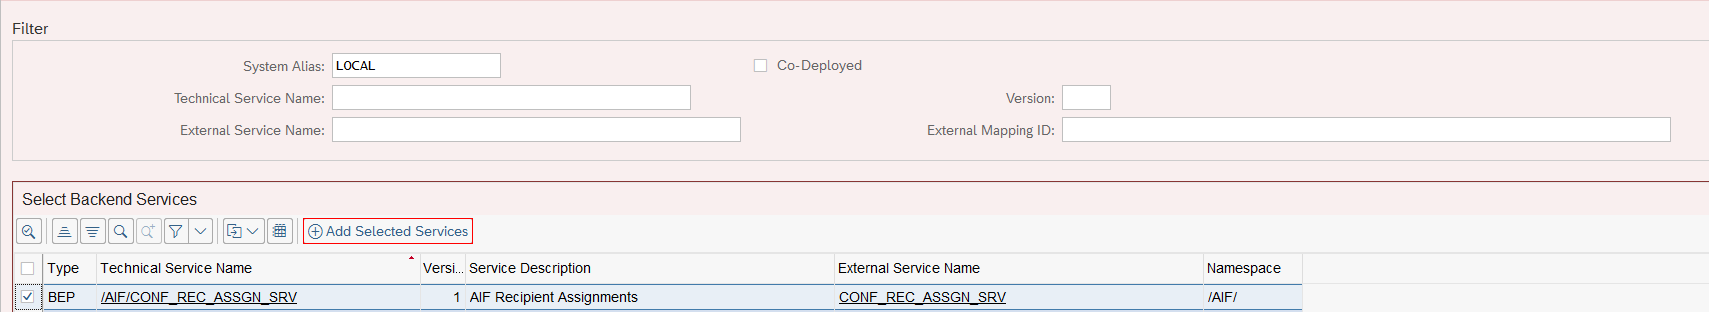 Filter
System Alias: LOCAL Co-Deployed
Technical Service Name: Version:
External Service Name: External Mapping ID:
Select Backend Services
Add Selected Services
Type Technical Service Name Versi... Service Description External Service Name Namespace
BEP /AIF/CONF_REC_ASSGN_SRV 1 AIF Recipient Assignments CONF_REC_ASSGN_SRV /AIF/